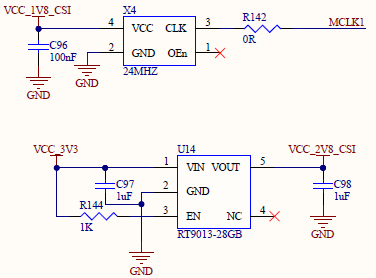 VCC_1V8_CSI
X4
4 VCC CLK 3
R142
MCLK1
0R
C96
100nF
2 GND OEn 1
GND
GND
24MHZ
VCC_3V3
U14
VCC_2V8_CSI
1 VIN VOUT 5
C97
1uF
2 GND
C98
1uF
R144
3 EN NC 4
1K
RT9013-28GB
GND
GND